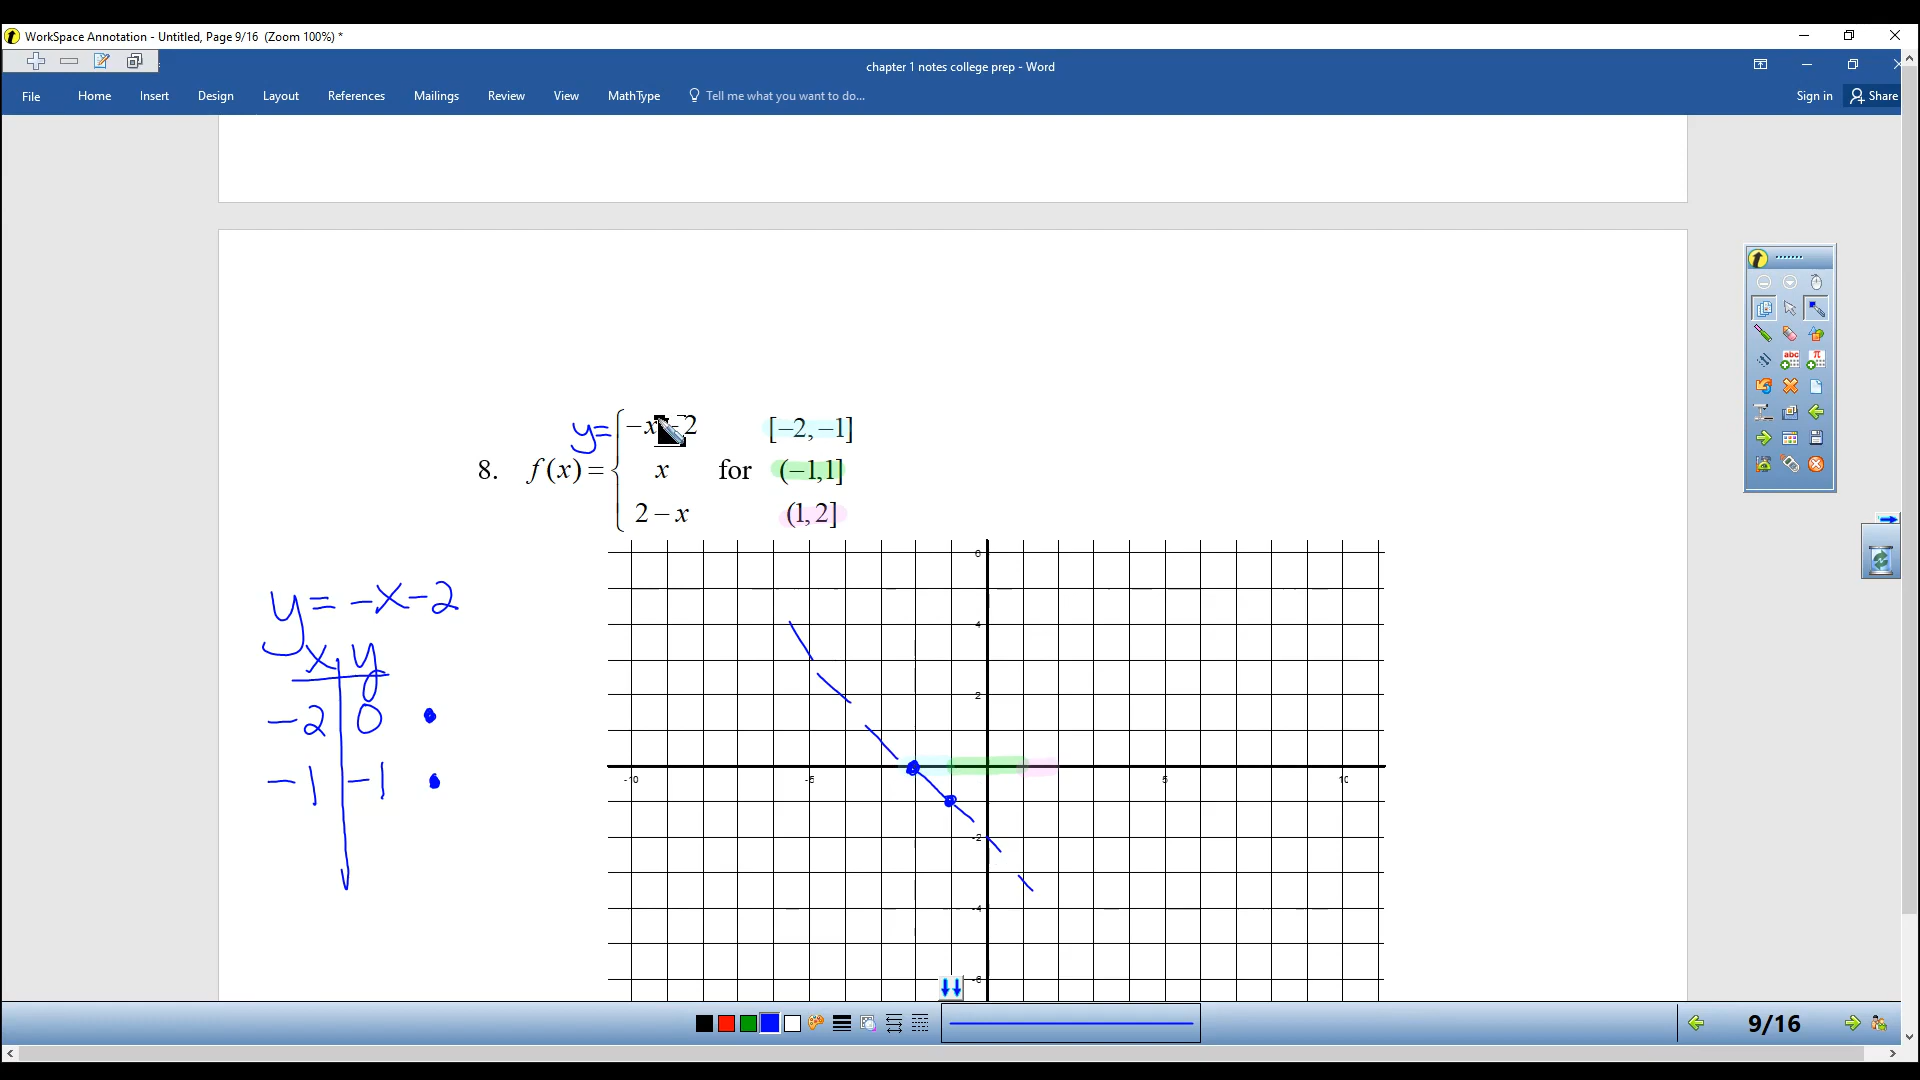 WorkSpace Annotation - Untitled, Page 9/16 (Zoom 100%) *
chapter 1 notes college prep - Word
File Home Insert Design Layout References Mailings Review View MathType Tell me what you want to do... Sign in Share
y= −x − 2 [−2, −1]
8. f(x) = x for (−1,1]
2 − x (1, 2]
y = -x-2
x y
-2 0
-1 -1
6
4
2
-10 -5 5 10
-2
-4
-6
abc π
9/16